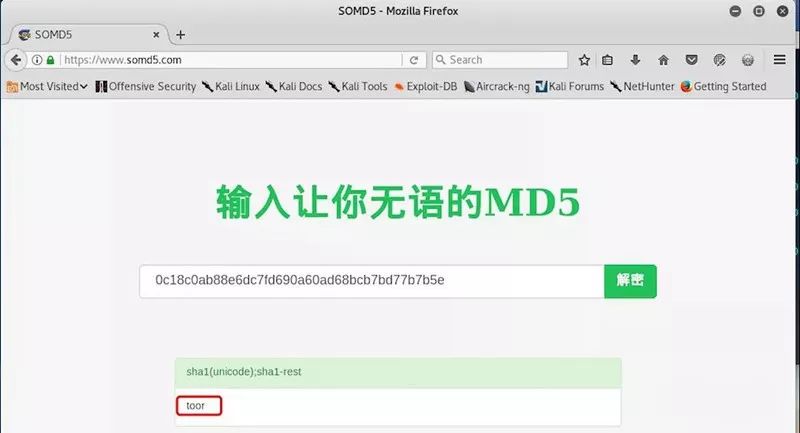 SOMD5 - Mozilla Firefox
SOMD5
https://www.somd5.com
Search
Most Visited Offensive Security Kali Linux Kali Docs Kali Tools Exploit-DB Aircrack-ng Kali Forums NetHunter Getting Started
输入让你无语的MD5
0c18c0ab88e6dc7fd690a60ad68bcb7bd77b7b5e 解密
sha1(unicode);sha1-rest
toor